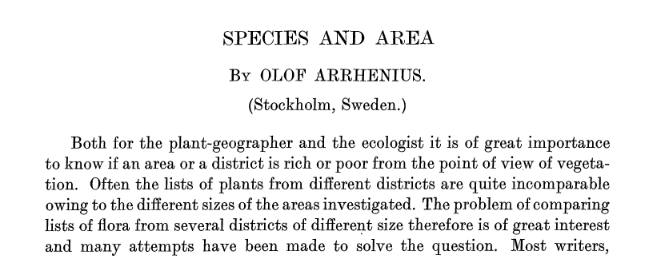 SPECIES AND AREA
By OLOF ARRHENIUS.
(Stockholm, Sweden.)
Both for the plant-geographer and the ecologist it is of great importance
to know if an area or a district is rich or poor from the point of view of vegeta-
tion. Often the lists of plants from different districts are quite incomparable
owing to the different sizes of the areas investigated. The problem of comparing
lists of flora from several districts of different size therefore is of great interest
and many attempts have been made to solve the question. Most writers,